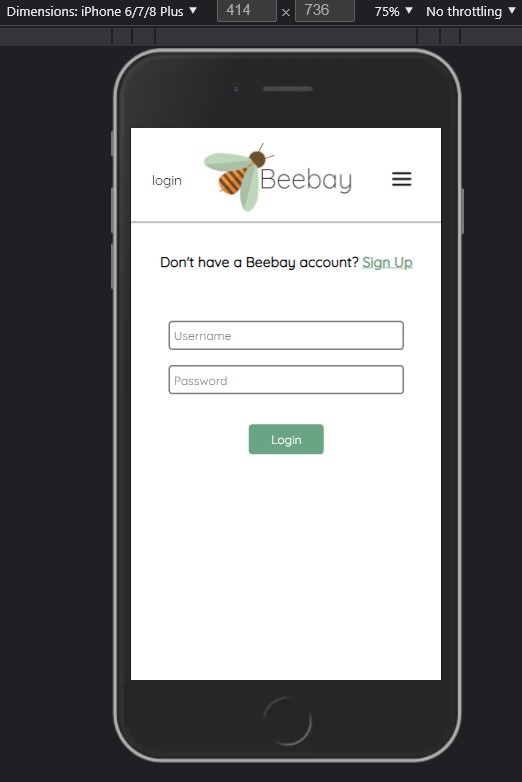 Dimensions: iPhone 6/7/8 Plus ▼ 414 × 736 75% ▼ No throttling ▼
login Beebay
Don't have a Beebay account? Sign Up
Username
Password
Login